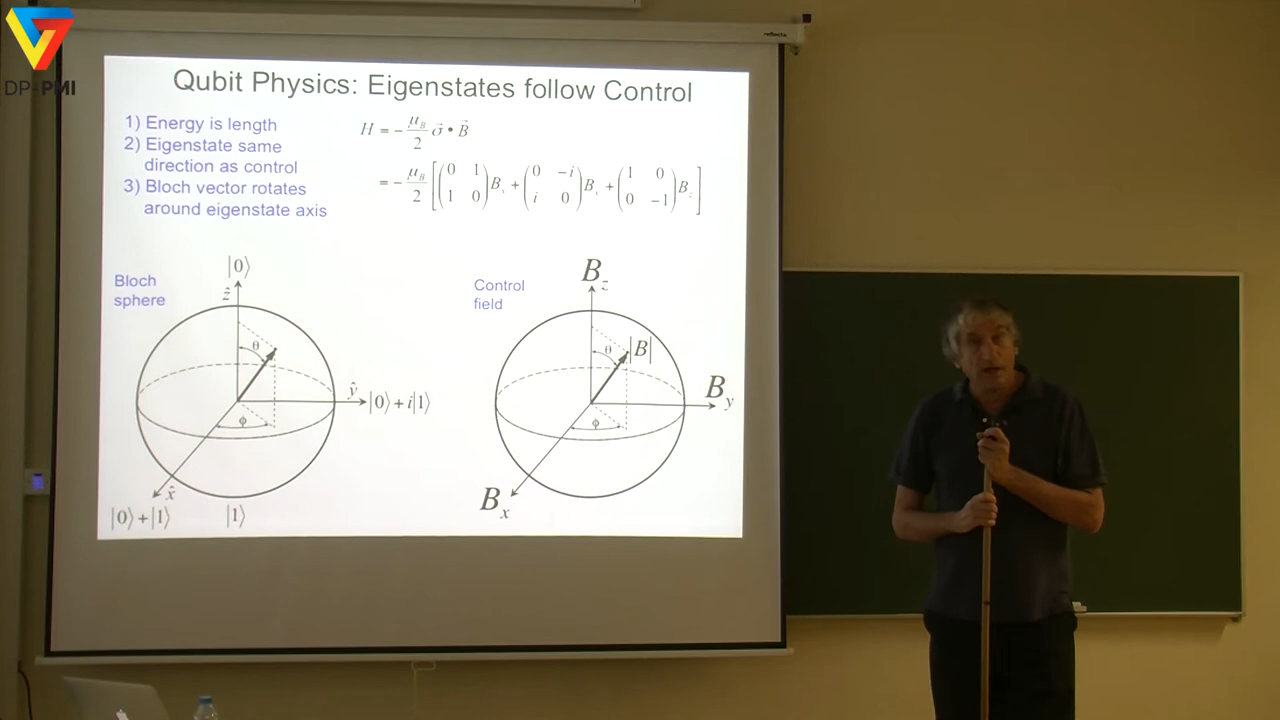 DP-PMI
reflecta
Qubit Physics: Eigenstates follow Control
1) Energy is length
2) Eigenstate same
direction as control
3) Bloch vector rotates
around eigenstate axis
H = − μ_B/2 σ⃗ • B⃗
= − μ_B/2 [ (0 1; 1 0) B_x + (0 −i; i 0) B_y + (1 0; 0 −1) B_z ]
Bloch
sphere
|0⟩
ẑ
θ
ŷ
|0⟩ + i|1⟩
ϕ
x̂
|0⟩ + |1⟩
|1⟩
Control
field
B_z
θ
|B|
B_y
ϕ
B_x